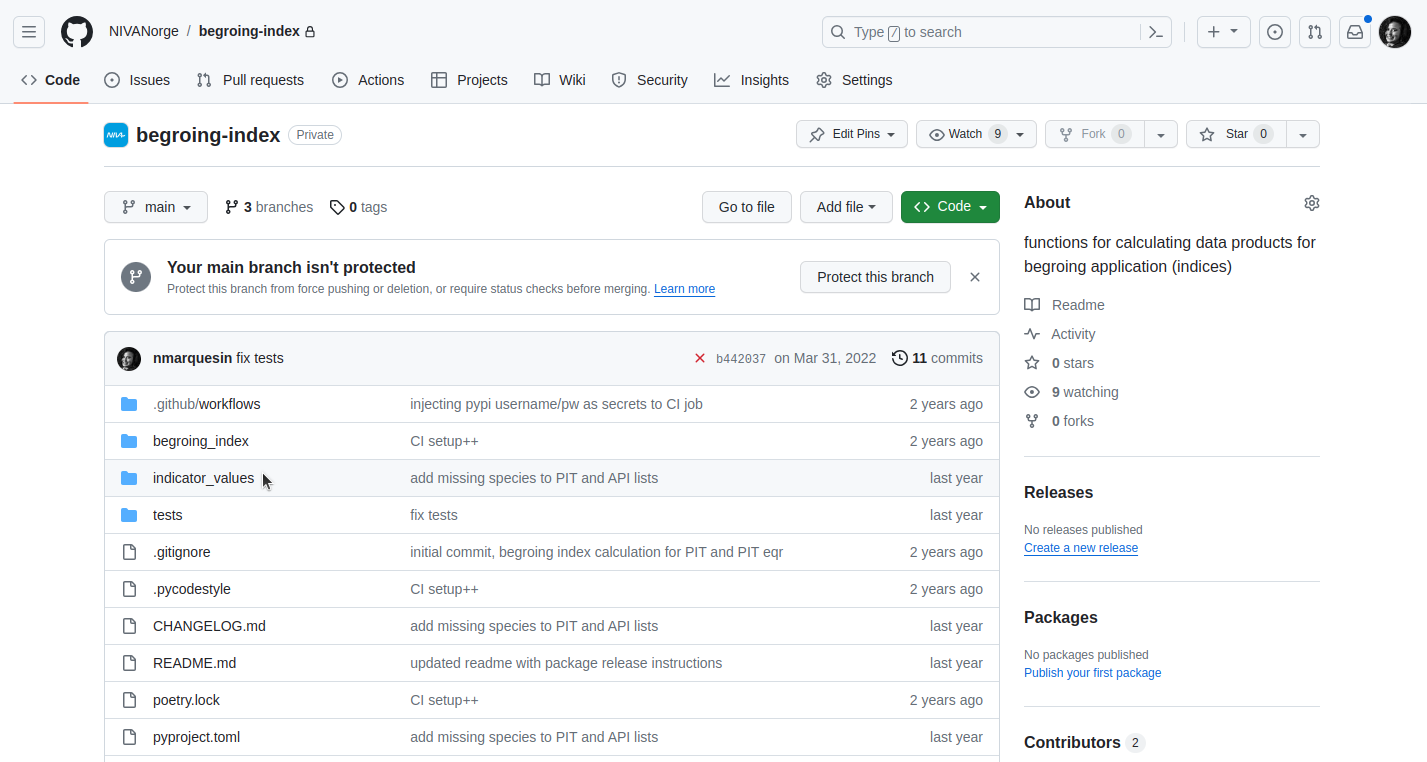 NIVANorge / begroing-index
Type / to search
Code Issues Pull requests Actions Projects Wiki Security Insights Settings
NIVA begroing-index Private
Edit Pins Watch 9 Fork 0 Star 0
main 3 branches 0 tags Go to file Add file Code
Your main branch isn't protected
Protect this branch from force pushing or deletion, or require status checks before merging. Learn more
Protect this branch
nmarquesin fix tests b442037 on Mar 31, 2022 11 commits
.github/workflows injecting pypi username/pw as secrets to CI job 2 years ago
begroing_index CI setup++ 2 years ago
indicator_values add missing species to PIT and API lists last year
tests fix tests last year
.gitignore initial commit, begroing index calculation for PIT and PIT eqr 2 years ago
.pycodestyle CI setup++ 2 years ago
CHANGELOG.md add missing species to PIT and API lists last year
README.md updated readme with package release instructions last year
poetry.lock CI setup++ 2 years ago
pyproject.toml add missing species to PIT and API lists last year
About
functions for calculating data products for
begroing application (indices)
Readme
Activity
0 stars
9 watching
0 forks
Releases
No releases published
Create a new release
Packages
No packages published
Publish your first package
Contributors 2